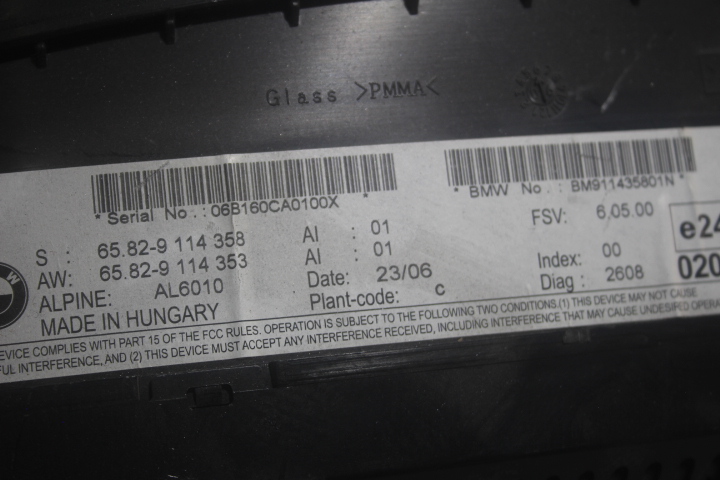 Glass >PMMA<
* Serial No.: 06B160CA0100X *
* BMW No.: BM911435801N *
S : 65.82-9 114 358 AI : 01 FSV: 6,05.00 e24
AW: 65.82-9 114 353 AI : 01 Index: 00
ALPINE: AL6010 Date: 23/06 Diag: 2608 020
MADE IN HUNGARY Plant-code: c
DEVICE COMPLIES WITH PART 15 OF THE FCC RULES. OPERATION IS SUBJECT TO THE FOLLOWING TWO CONDITIONS.(1) THIS DEVICE MAY NOT CAUSE
FUL INTERFERENCE, AND (2) THIS DEVICE MUST ACCEPT ANY INTERFERENCE RECEIVED, INCLUDING INTERFERENCE THAT MAY CAUSE UNDESIRED OPERA